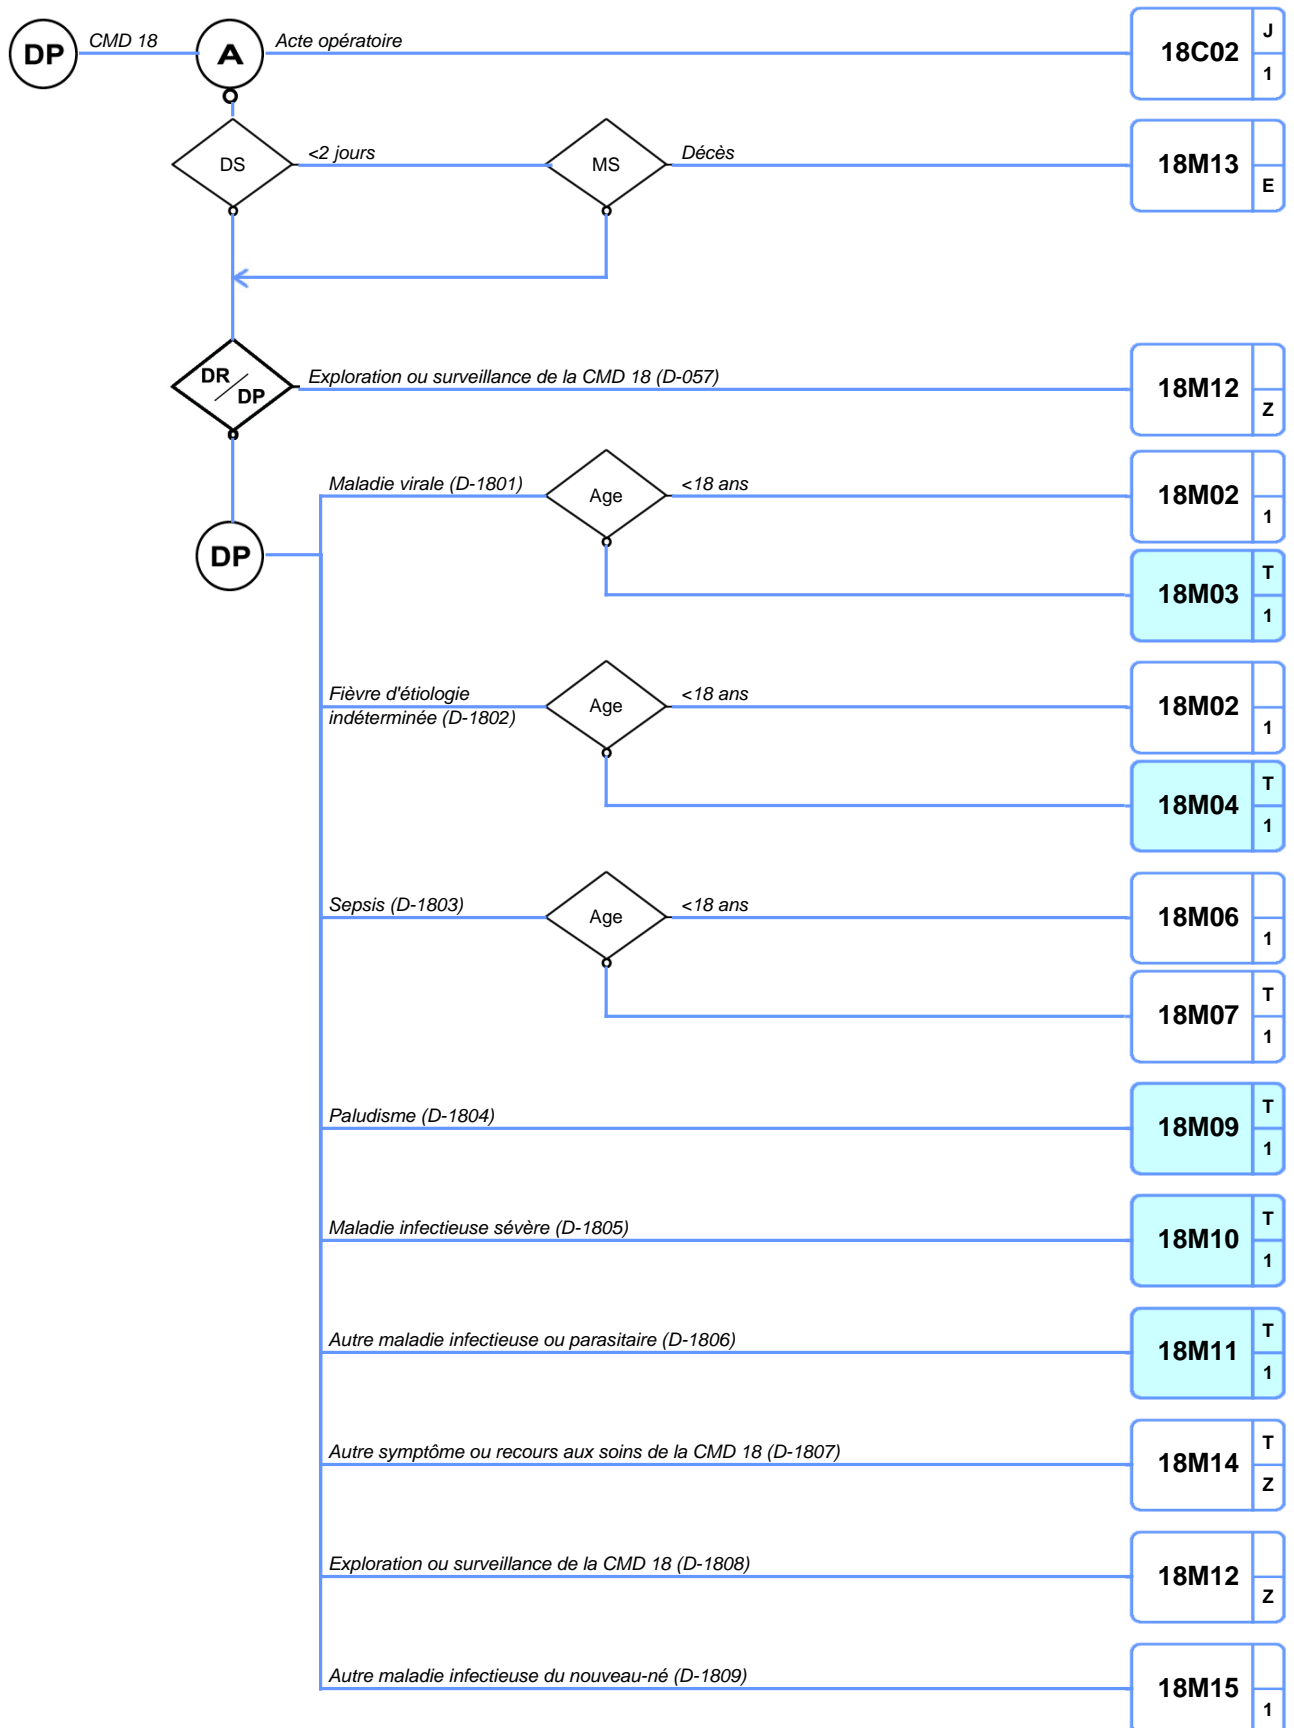 DP
CMD 18
A
Acte opératoire
18C02
J
1
DS
<2 jours
MS
Décès
18M13
E
DR
DP
Exploration ou surveillance de la CMD 18 (D-057)
18M12
Z
DP
Maladie virale (D-1801)
Age
<18 ans
18M02
1
18M03
T
1
Fièvre d'étiologie
indéterminée (D-1802)
Age
<18 ans
18M02
1
18M04
T
1
Sepsis (D-1803)
Age
<18 ans
18M06
1
18M07
T
1
Paludisme (D-1804)
18M09
T
1
Maladie infectieuse sévère (D-1805)
18M10
T
1
Autre maladie infectieuse ou parasitaire (D-1806)
18M11
T
1
Autre symptôme ou recours aux soins de la CMD 18 (D-1807)
18M14
T
Z
Exploration ou surveillance de la CMD 18 (D-1808)
18M12
Z
Autre maladie infectieuse du nouveau-né (D-1809)
18M15
1